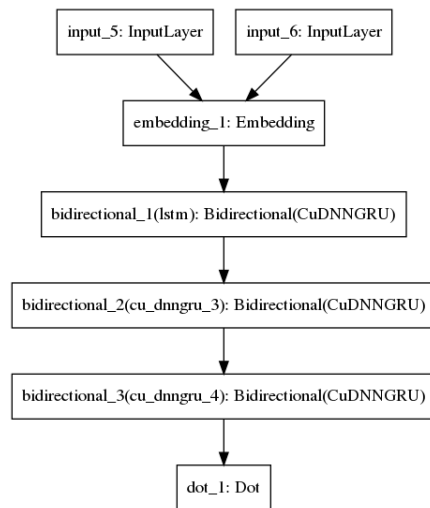 input_5: InputLayer
input_6: InputLayer
embedding_1: Embedding
bidirectional_1(lstm): Bidirectional(CuDNNGRU)
bidirectional_2(cu_dnngru_3): Bidirectional(CuDNNGRU)
bidirectional_3(cu_dnngru_4): Bidirectional(CuDNNGRU)
dot_1: Dot